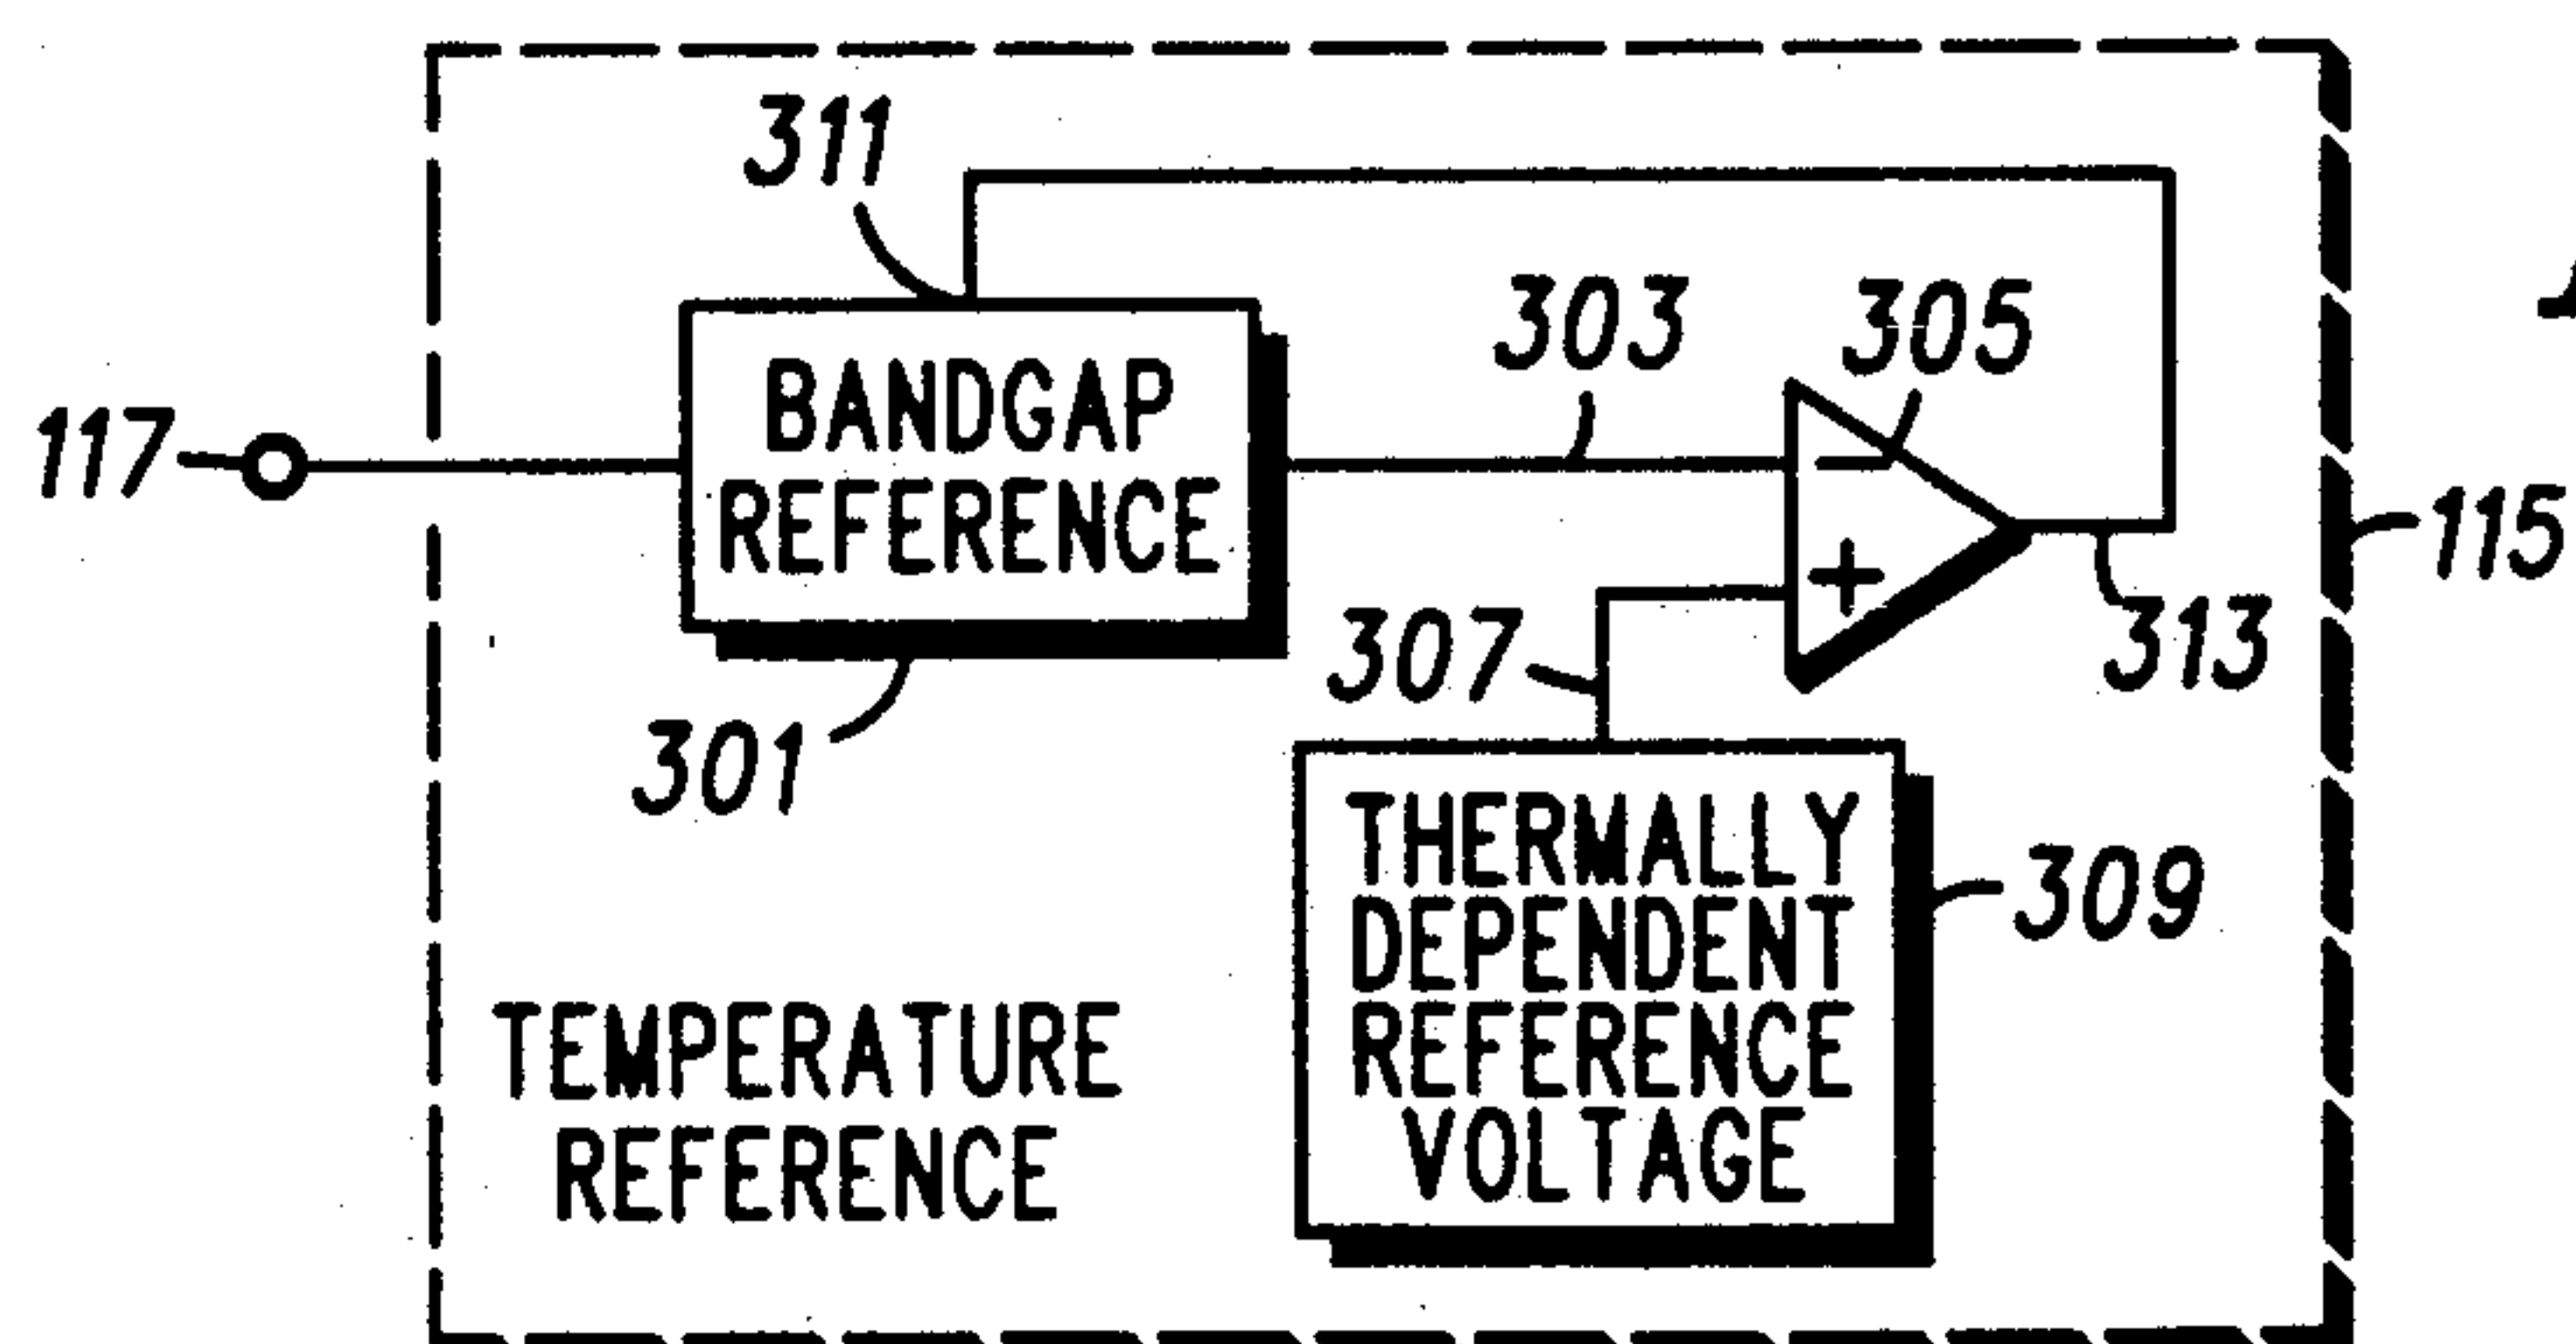 311
303
305
BANDGAP
REFERENCE
117
115
307
313
301
THERMALLY
DEPENDENT
REFERENCE
VOLTAGE
309
TEMPERATURE
REFERENCE
−
+